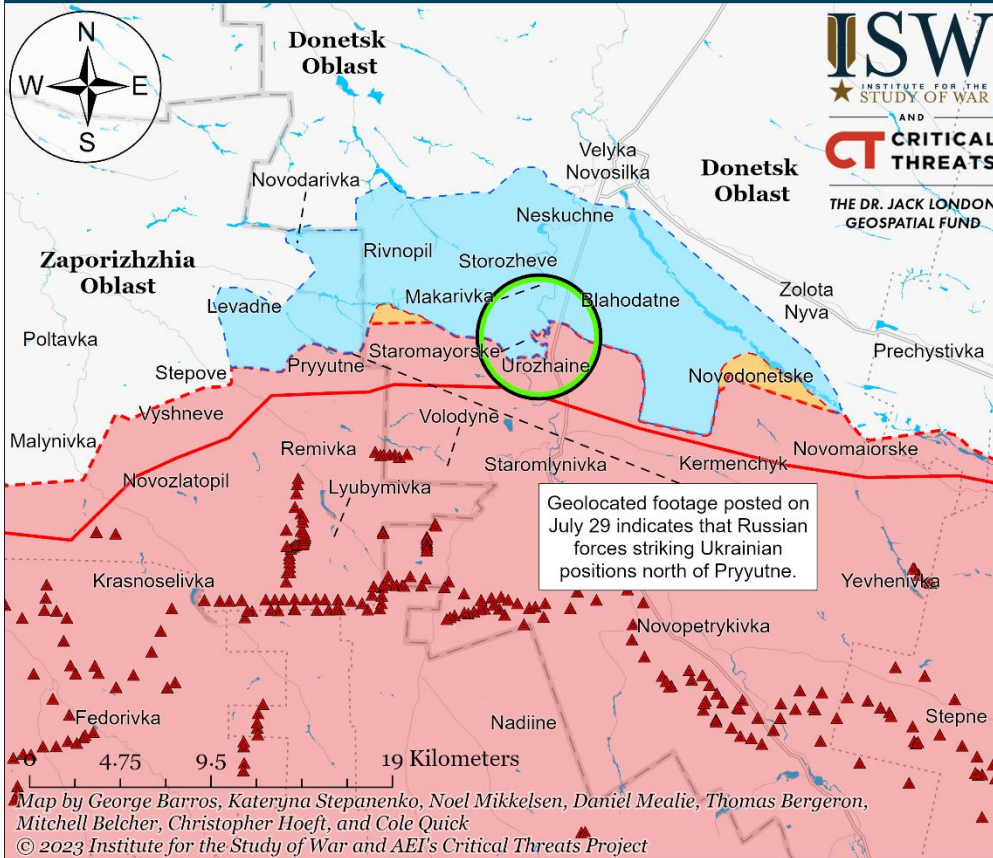 N
W E
S
Donetsk
Oblast
ISW
INSTITUTE FOR THE
STUDY OF WAR
AND
CT CRITICAL
THREATS
THE DR. JACK LONDON
GEOSPATIAL FUND
Velyka
Novosilka
Novodarivka
Donetsk
Oblast
Neskuchne
Rivnopil
Storozheve
Zaporizhzhia
Oblast
Makarivka
Blahodatne
Levadne
Zolota
Nyva
Poltavka
Staromayorske
Prechystivka
Pryyutne
Urozhaine
Stepove
Novodonetske
Vyshneve
Volodyne
Malynivka
Remivka
Novomaiorske
Staromlynivka
Kermenchyk
Novozlatopil
Lyubymivka
Geolocated footage posted on
July 29 indicates that Russian
forces striking Ukrainian
positions north of Pryyutne.
Krasnoselivka
Yevhenivka
Novopetrykivka
Fedorivka
Nadiine
Stepne
0 4.75 9.5 19 Kilometers
Map by George Barros, Kateryna Stepanenko, Noel Mikkelsen, Daniel Mealie, Thomas Bergeron,
Mitchell Belcher, Christopher Hoeft, and Cole Quick
© 2023 Institute for the Study of War and AEI's Critical Threats Project